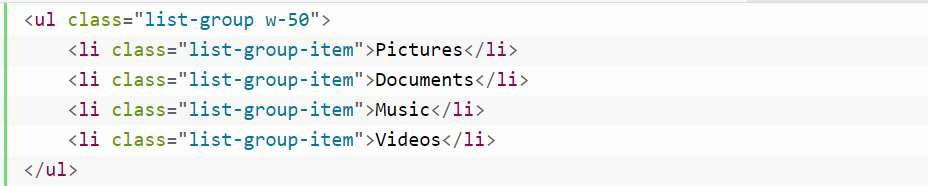 <ul class="list-group w-50">
    <li class="list-group-item">Pictures</li>
    <li class="list-group-item">Documents</li>
    <li class="list-group-item">Music</li>
    <li class="list-group-item">Videos</li>
</ul>